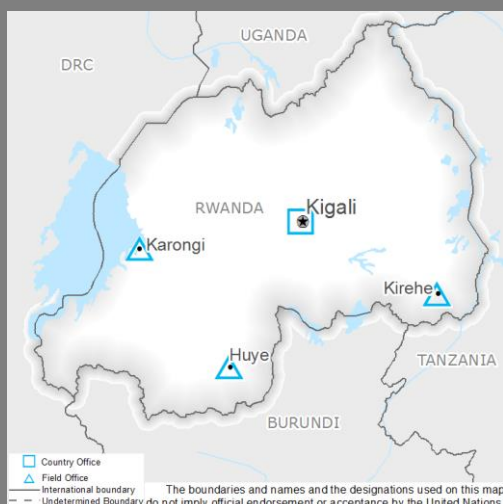 UGANDA
DRC
RWANDA
Kigali
Karongi
Kirehe
Huye
TANZANIA
BURUNDI
Country Office
Field Office
International boundary
Undetermined Boundary
The boundaries and names and the designations used on this map
do not imply official endorsement or acceptance by the United Nations